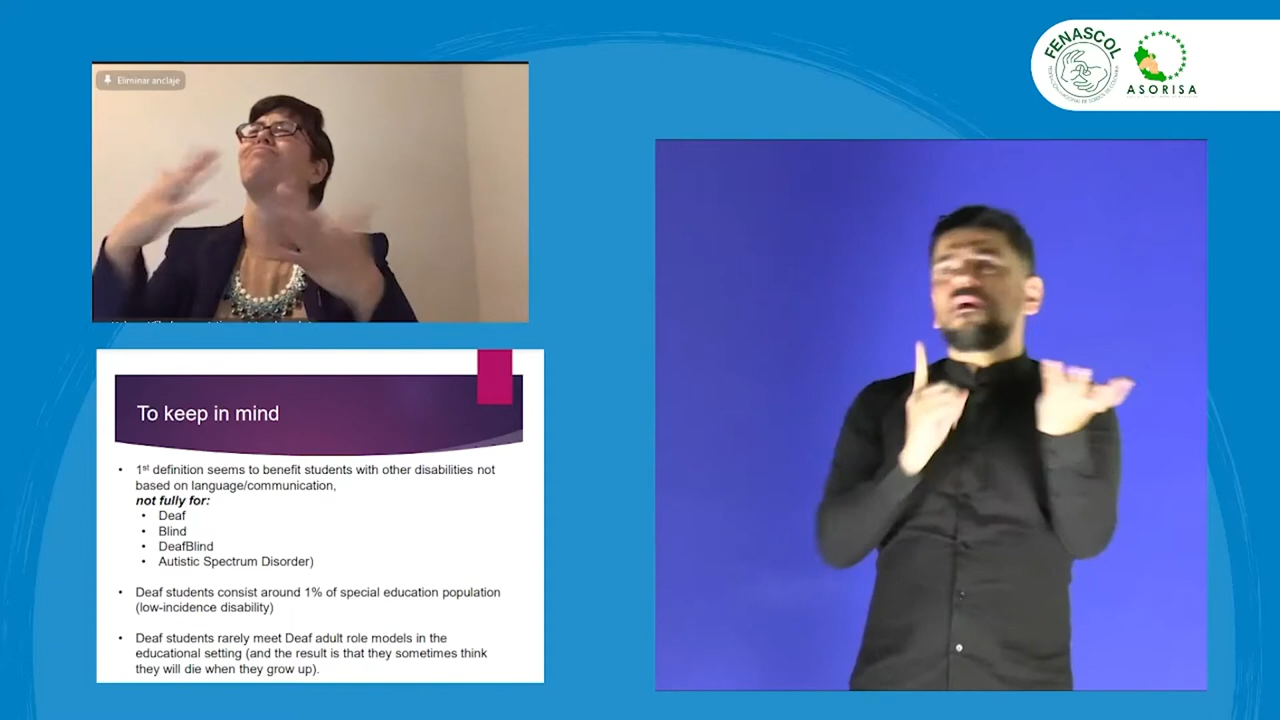 Eliminar anclaje
FENASCOL
ASORISA
To keep in mind
• 1st definition seems to benefit students with other disabilities not
based on language/communication,
not fully for:
• Deaf
• Blind
• DeafBlind
• Autistic Spectrum Disorder)
• Deaf students consist around 1% of special education population
(low-incidence disability)
• Deaf students rarely meet Deaf adult role models in the
educational setting (and the result is that they sometimes think
they will die when they grow up).